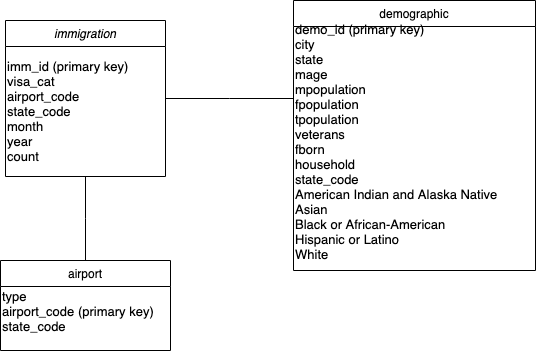 immigration
imm_id (primary key)
visa_cat
airport_code
state_code
month
year
count
demographic
demo_id (primary key)
city
state
mage
mpopulation
fpopulation
tpopulation
veterans
fborn
household
state_code
American Indian and Alaska Native
Asian
Black or African-American
Hispanic or Latino
White
airport
type
airport_code (primary key)
state_code